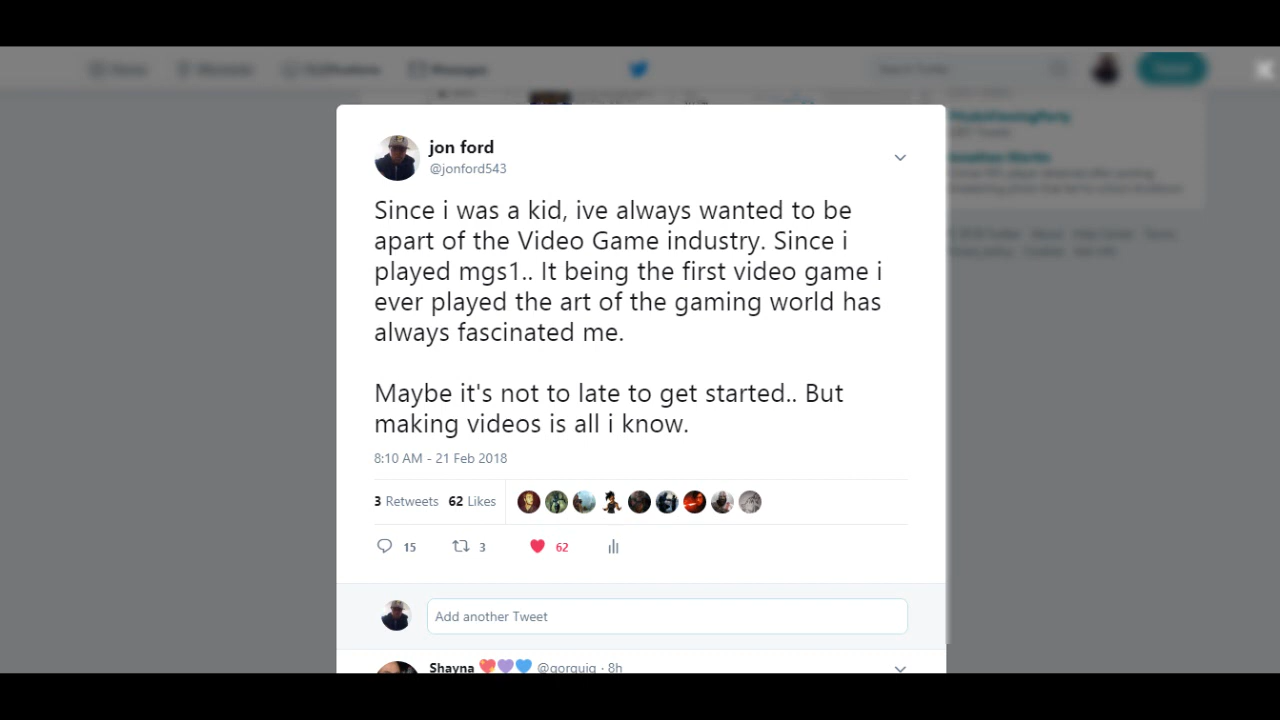 jon ford
@jonford543
Since i was a kid, ive always wanted to be
apart of the Video Game industry. Since i
played mgs1.. It being the first video game i
ever played the art of the gaming world has
always fascinated me.
Maybe it's not to late to get started.. But
making videos is all i know.
8:10 AM - 21 Feb 2018
3 Retweets 62 Likes
15 3 62
Add another Tweet
Shayna @gorguig · 8h